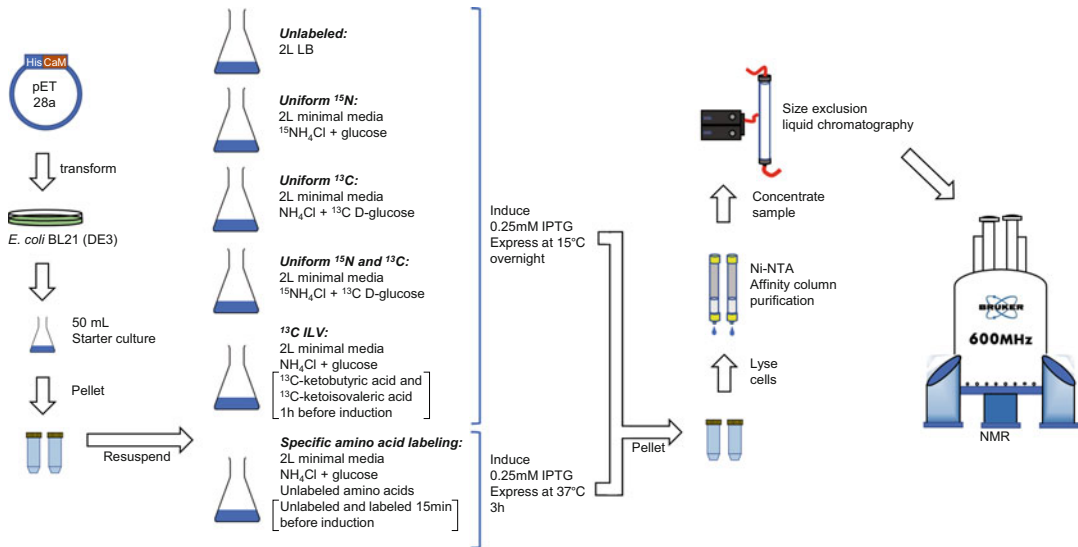 His CaM
pET
28a
transform
E. coli BL21 (DE3)
50 mL
Starter culture
Pellet
Resuspend
Unlabeled:
2L LB
Uniform ¹⁵N:
2L minimal media
¹⁵NH₄Cl + glucose
Uniform ¹³C:
2L minimal media
NH₄Cl + ¹³C D-glucose
Uniform ¹⁵N and ¹³C:
2L minimal media
¹⁵NH₄Cl + ¹³C D-glucose
¹³C ILV:
2L minimal media
NH₄Cl + glucose
¹³C-ketobutyric acid and
¹³C-ketoisovaleric acid
1h before induction
Specific amino acid labeling:
2L minimal media
NH₄Cl + glucose
Unlabeled amino acids
Unlabeled and labeled 15min
before induction
Induce
0.25mM IPTG
Express at 15°C
overnight
Induce
0.25mM IPTG
Express at 37°C
3h
Pellet
Lyse
cells
Ni-NTA
Affinity column
purification
Concentrate
sample
Size exclusion
liquid chromatography
BRUKER
600MHz
NMR